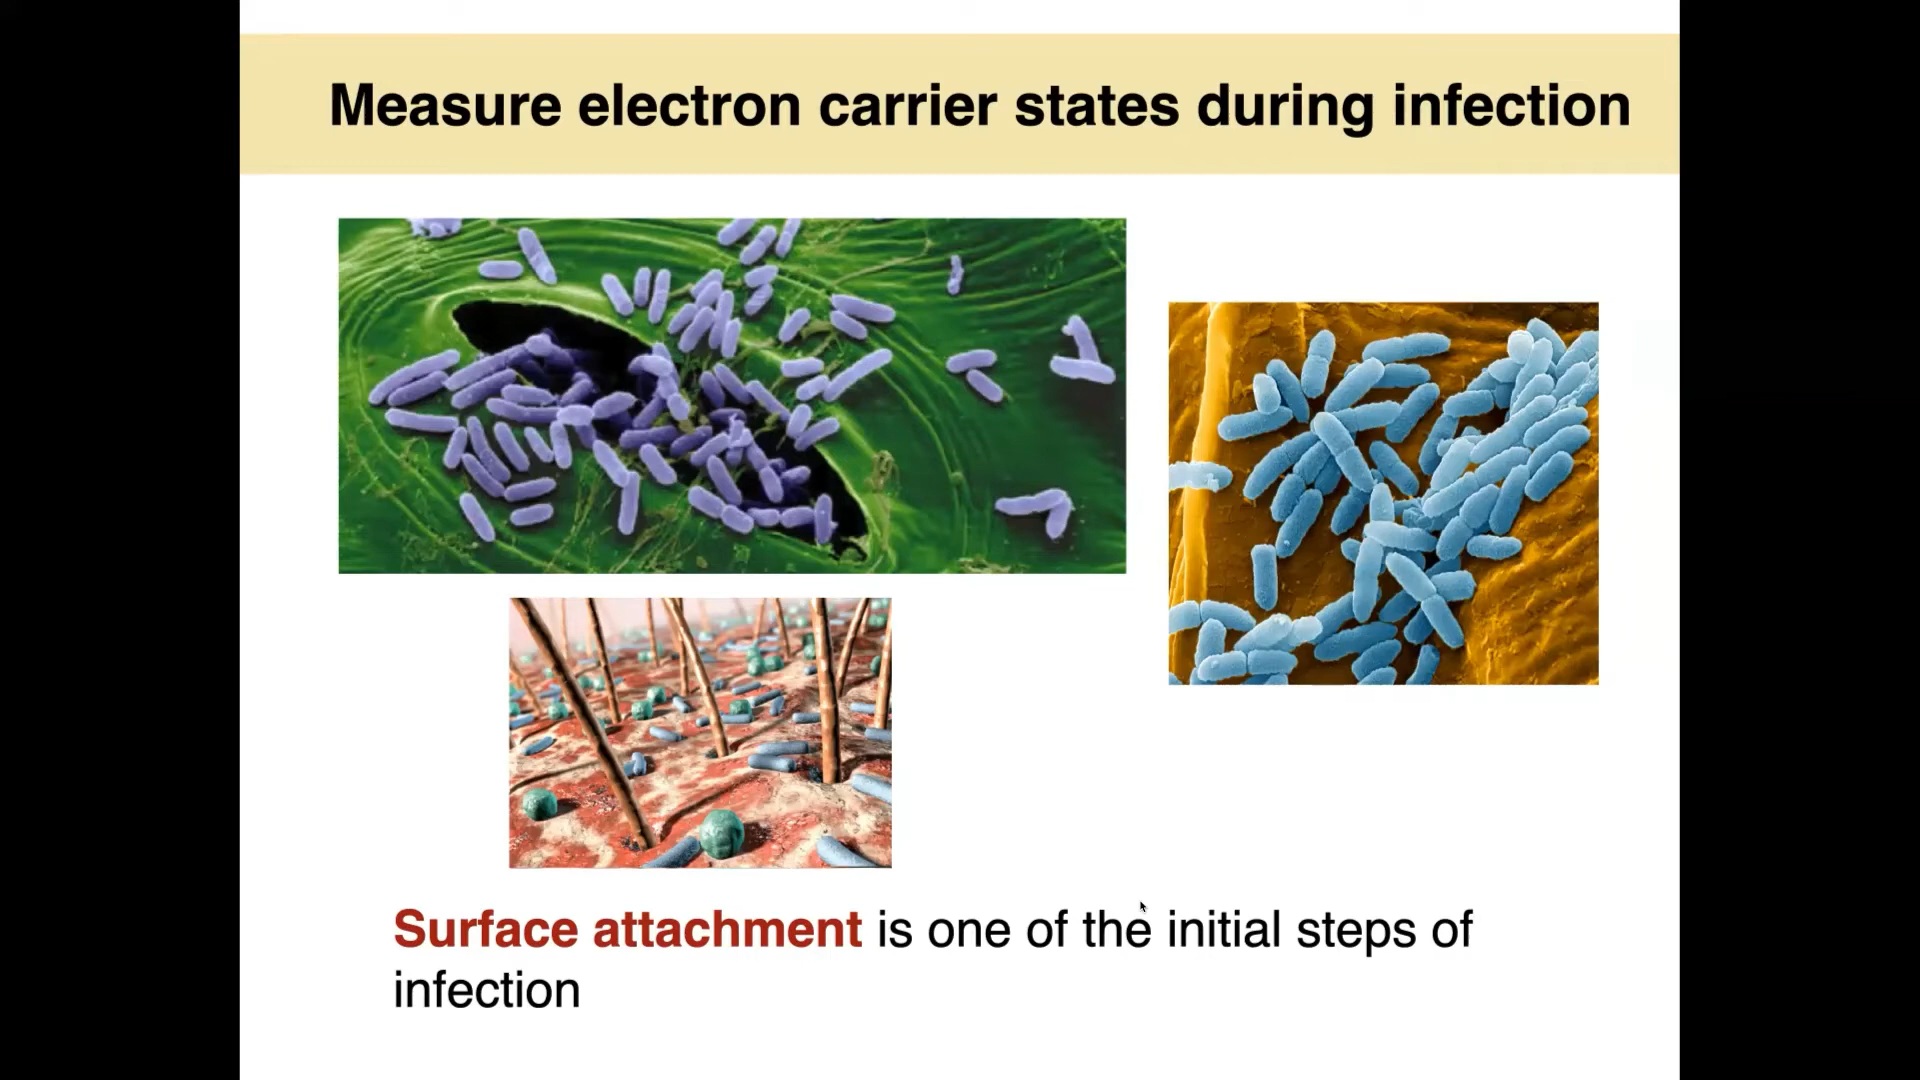 Measure electron carrier states during infection
Surface attachment is one of the initial steps of
infection